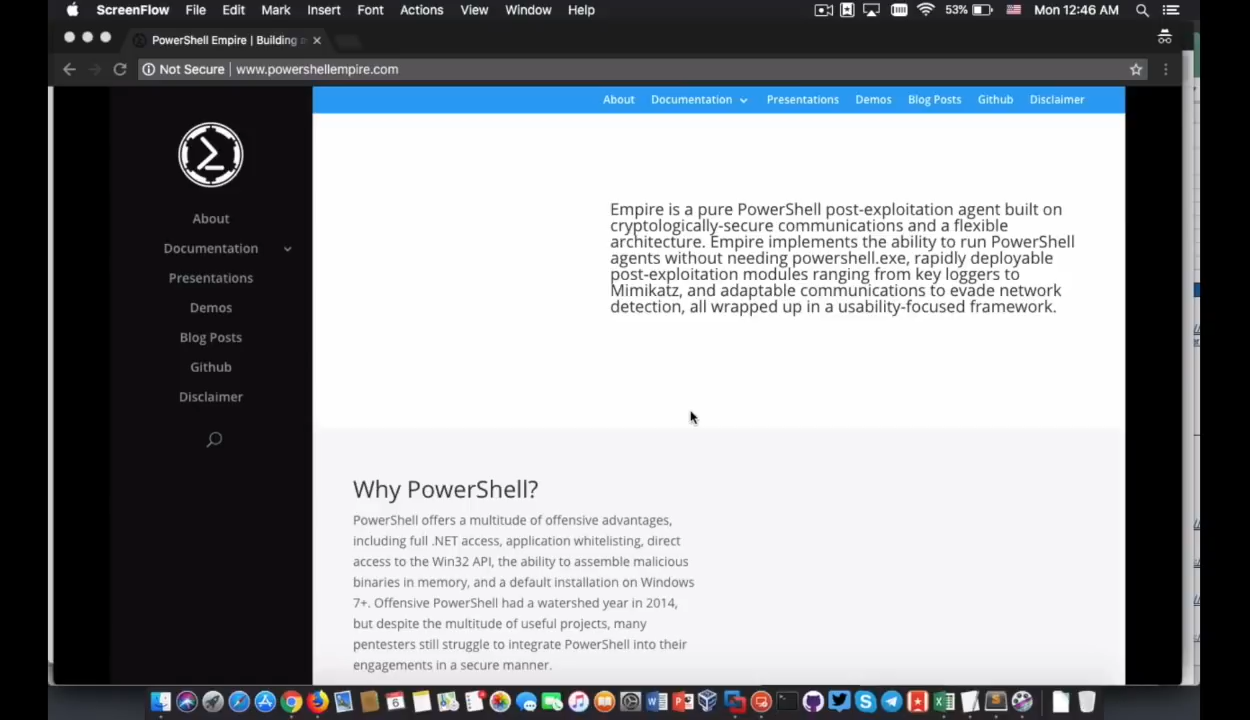 ScreenFlow File Edit Mark Insert Font Actions View Window Help 53% Mon 12:46 AM
PowerShell Empire | Building
Not Secure www.powershellempire.com
About Documentation Presentations Demos Blog Posts Github Disclaimer
About
Documentation
Presentations
Demos
Blog Posts
Github
Disclaimer
Empire is a pure PowerShell post-exploitation agent built on
cryptologically-secure communications and a flexible
architecture. Empire implements the ability to run PowerShell
agents without needing powershell.exe, rapidly deployable
post-exploitation modules ranging from key loggers to
Mimikatz, and adaptable communications to evade network
detection, all wrapped up in a usability-focused framework.
Why PowerShell?
PowerShell offers a multitude of offensive advantages,
including full .NET access, application whitelisting, direct
access to the Win32 API, the ability to assemble malicious
binaries in memory, and a default installation on Windows
7+. Offensive PowerShell had a watershed year in 2014,
but despite the multitude of useful projects, many
pentesters still struggle to integrate PowerShell into their
engagements in a secure manner.